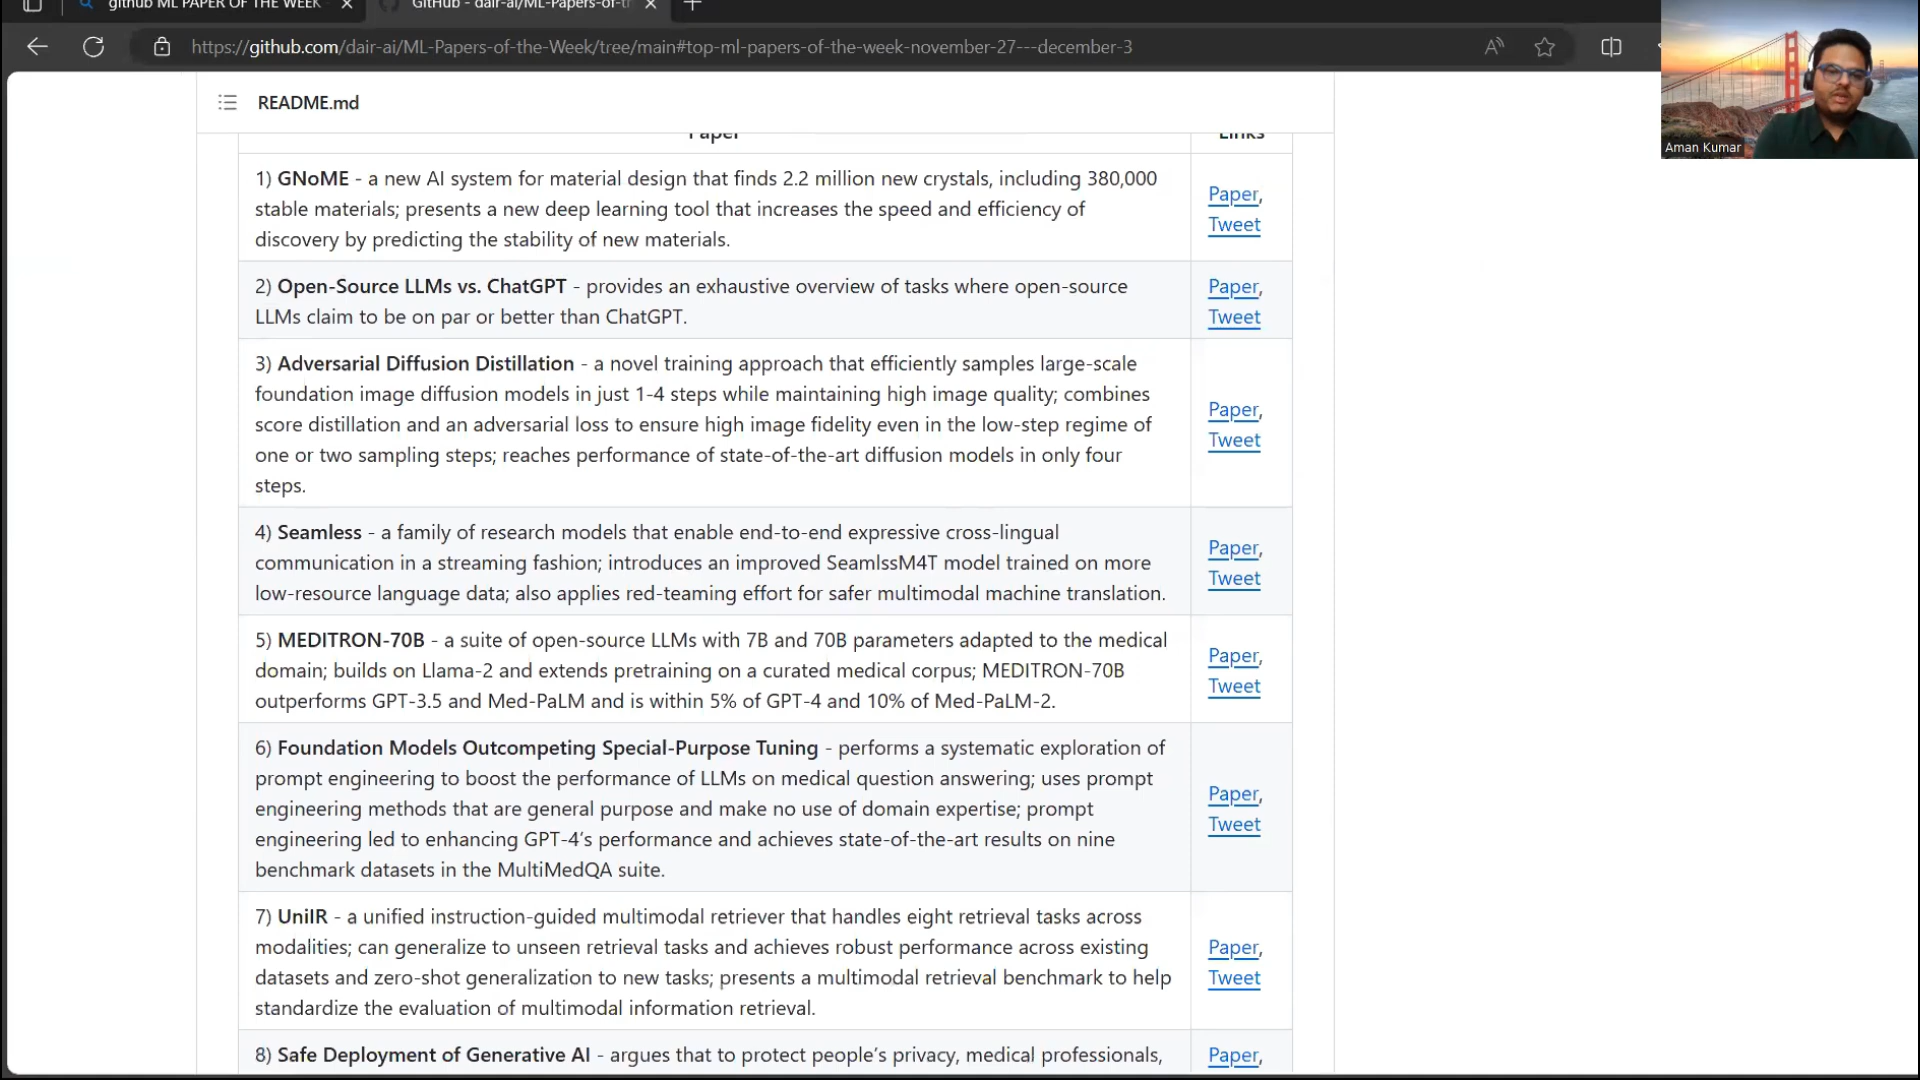 github ML PAPER OF THE WEEK
GitHub - dair-ai/ML-Papers-of-th
https://github.com/dair-ai/ML-Papers-of-the-Week/tree/main#top-ml-papers-of-the-week-november-27---december-3
Aman Kumar
README.md
Paper
Links
1) GNoME - a new AI system for material design that finds 2.2 million new crystals, including 380,000
stable materials; presents a new deep learning tool that increases the speed and efficiency of
discovery by predicting the stability of new materials.
Paper,
Tweet
2) Open-Source LLMs vs. ChatGPT - provides an exhaustive overview of tasks where open-source
LLMs claim to be on par or better than ChatGPT.
Paper,
Tweet
3) Adversarial Diffusion Distillation - a novel training approach that efficiently samples large-scale
foundation image diffusion models in just 1-4 steps while maintaining high image quality; combines
score distillation and an adversarial loss to ensure high image fidelity even in the low-step regime of
one or two sampling steps; reaches performance of state-of-the-art diffusion models in only four
steps.
Paper,
Tweet
4) Seamless - a family of research models that enable end-to-end expressive cross-lingual
communication in a streaming fashion; introduces an improved SeamlssM4T model trained on more
low-resource language data; also applies red-teaming effort for safer multimodal machine translation.
Paper,
Tweet
5) MEDITRON-70B - a suite of open-source LLMs with 7B and 70B parameters adapted to the medical
domain; builds on Llama-2 and extends pretraining on a curated medical corpus; MEDITRON-70B
outperforms GPT-3.5 and Med-PaLM and is within 5% of GPT-4 and 10% of Med-PaLM-2.
Paper,
Tweet
6) Foundation Models Outcompeting Special-Purpose Tuning - performs a systematic exploration of
prompt engineering to boost the performance of LLMs on medical question answering; uses prompt
engineering methods that are general purpose and make no use of domain expertise; prompt
engineering led to enhancing GPT-4’s performance and achieves state-of-the-art results on nine
benchmark datasets in the MultiMedQA suite.
Paper,
Tweet
7) UniIR - a unified instruction-guided multimodal retriever that handles eight retrieval tasks across
modalities; can generalize to unseen retrieval tasks and achieves robust performance across existing
datasets and zero-shot generalization to new tasks; presents a multimodal retrieval benchmark to help
standardize the evaluation of multimodal information retrieval.
Paper,
Tweet
8) Safe Deployment of Generative AI - argues that to protect people’s privacy, medical professionals,
Paper,